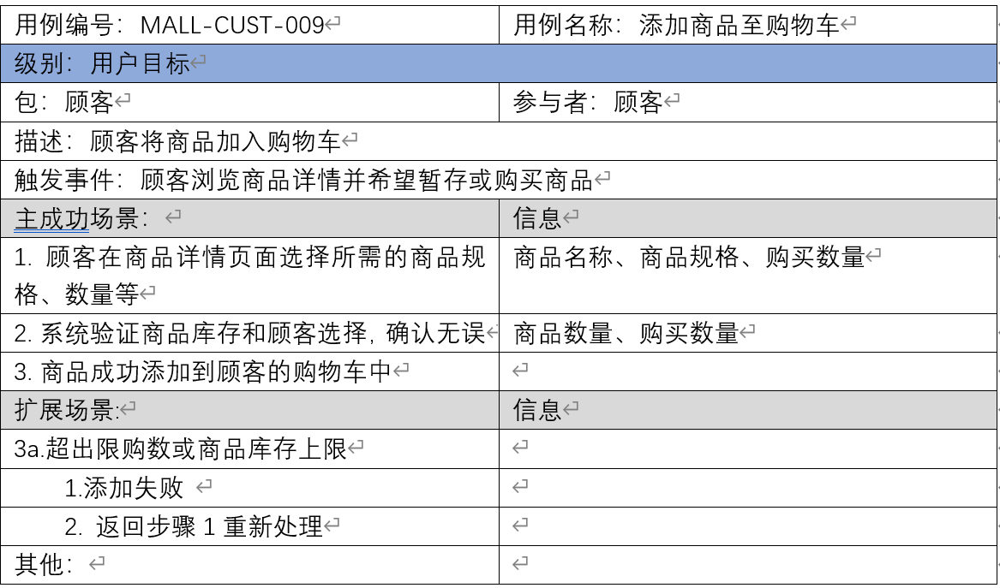 用例编号：MALL-CUST-009
用例名称：添加商品至购物车
级别：用户目标
包：顾客
参与者：顾客
描述：顾客将商品加入购物车
触发事件：顾客浏览商品详情并希望暂存或购买商品
主成功场景：
信息
1. 顾客在商品详情页面选择所需的商品规
格、数量等
商品名称、商品规格、购买数量
2. 系统验证商品库存和顾客选择，确认无误
商品数量、购买数量
3. 商品成功添加到顾客的购物车中
扩展场景:
信息
3a.超出限购数或商品库存上限
1.添加失败
2. 返回步骤 1 重新处理
其他：